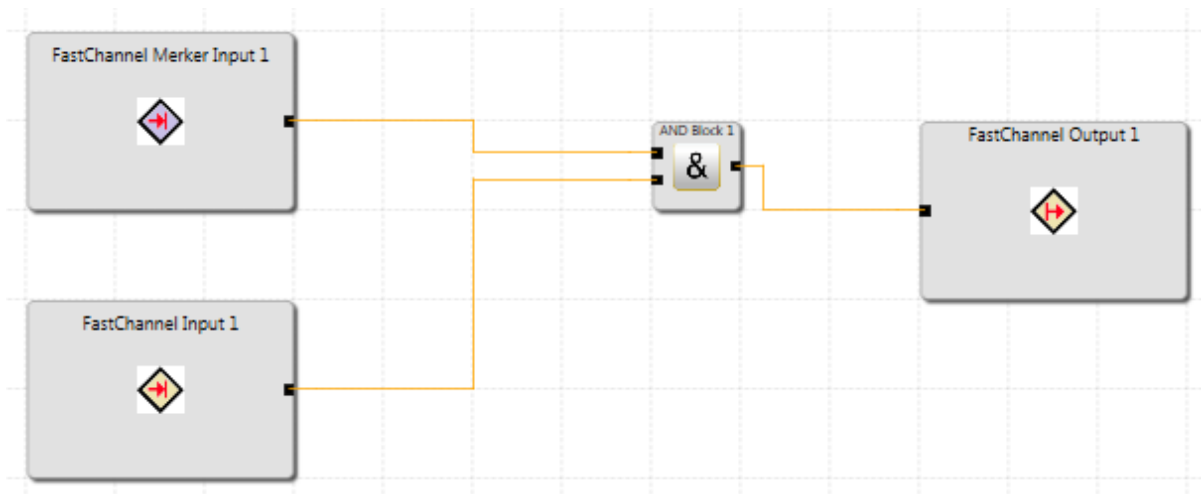 FastChannel Merker Input 1
AND Block 1
&
FastChannel Output 1
FastChannel Input 1